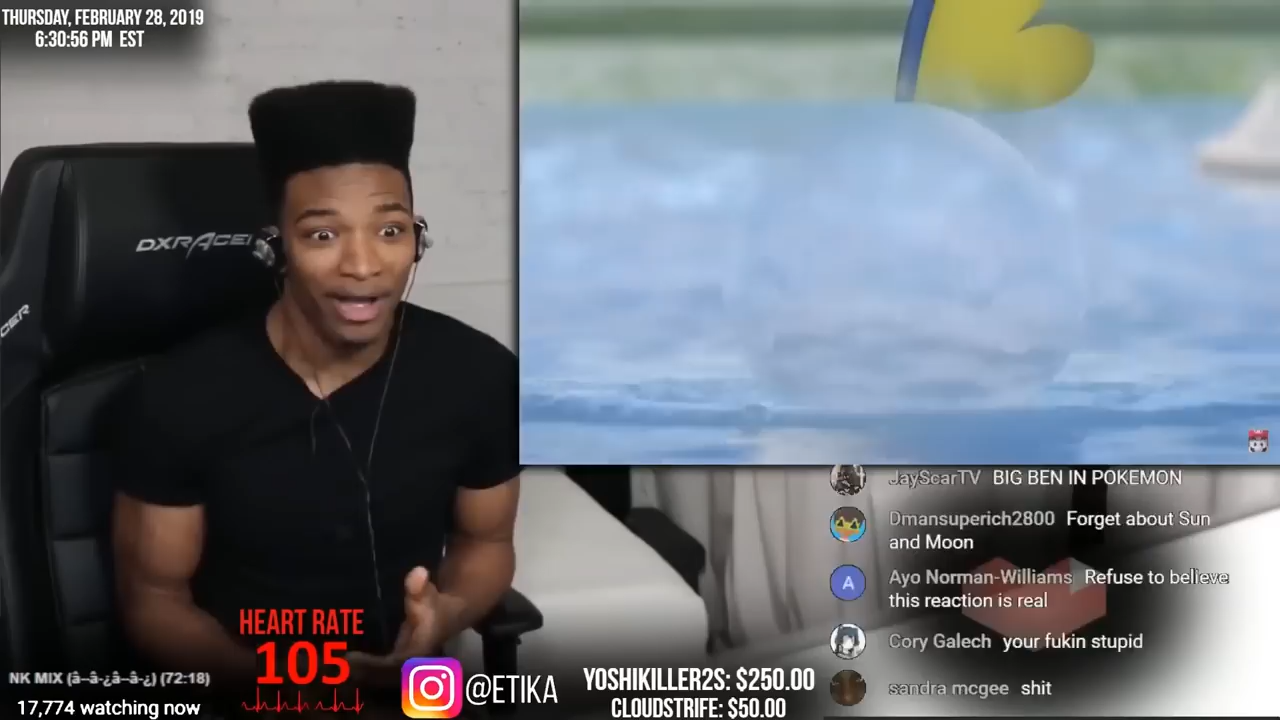 THURSDAY, FEBRUARY 28, 2019
6:30:56 PM EST
DXRACER
CER
JayScarTV BIG BEN IN POKEMON
Dmansuperich2800 Forget about Sun
and Moon
A
Ayo Norman-Williams Refuse to believe
this reaction is real
Cory Galech your fukin stupid
sandra mcgee shit
HEART RATE
105
NK MIX (â–â-¿â–â-¿) (72:18)
17,774 watching now
@ETIKA
YOSHIKILLER2S: $250.00
CLOUDSTRIFE: $50.00